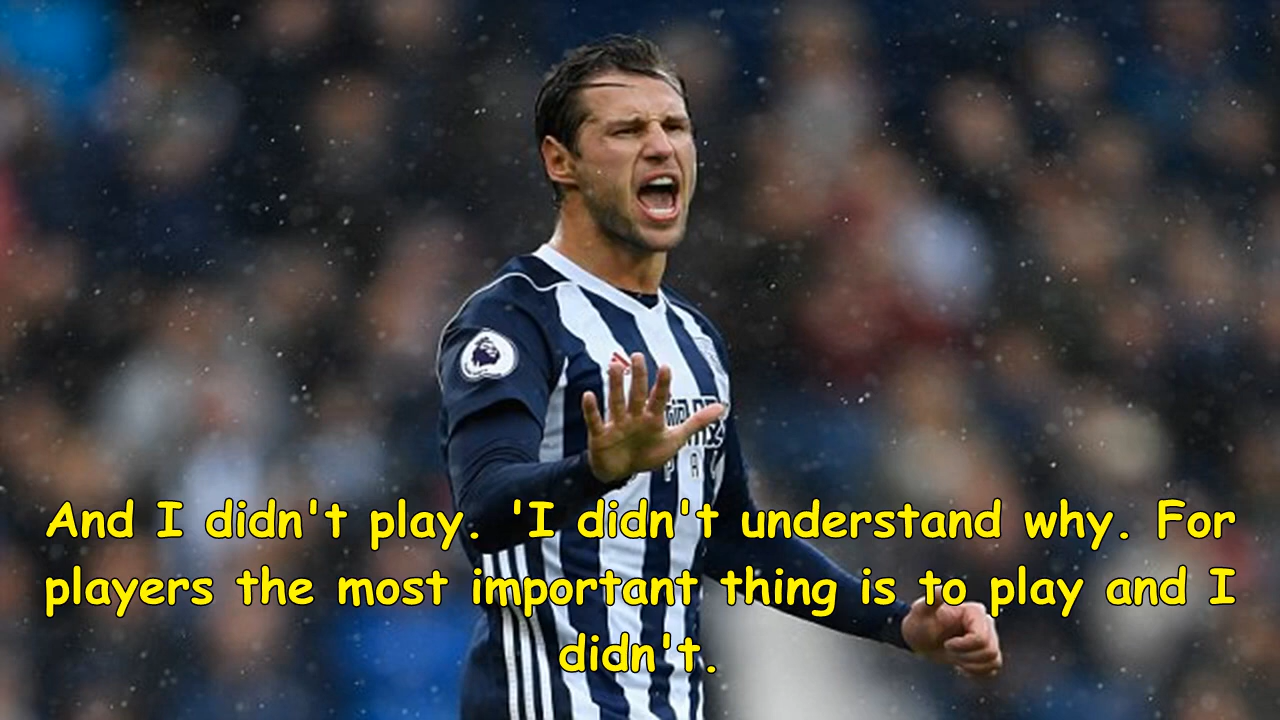 And I didn't play. 'I didn't understand why. For
players the most important thing is to play and I
didn't.